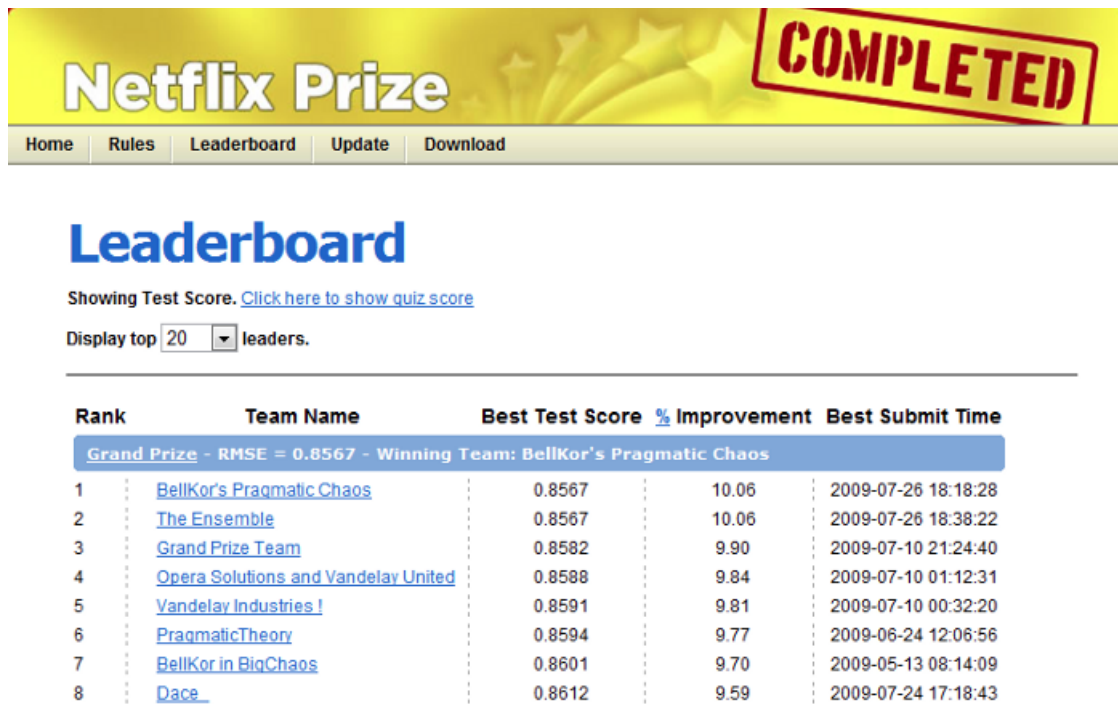 Netflix Prize
COMPLETED
Home Rules Leaderboard Update Download
Leaderboard
Showing Test Score. Click here to show quiz score
Display top 20 leaders.
Rank Team Name Best Test Score % Improvement Best Submit Time
Grand Prize - RMSE = 0.8567 - Winning Team: BellKor's Pragmatic Chaos
1 BellKor's Pragmatic Chaos 0.8567 10.06 2009-07-26 18:18:28
2 The Ensemble 0.8567 10.06 2009-07-26 18:38:22
3 Grand Prize Team 0.8582 9.90 2009-07-10 21:24:40
4 Opera Solutions and Vandelay United 0.8588 9.84 2009-07-10 01:12:31
5 Vandelay Industries ! 0.8591 9.81 2009-07-10 00:32:20
6 PragmaticTheory 0.8594 9.77 2009-06-24 12:06:56
7 BellKor in BigChaos 0.8601 9.70 2009-05-13 08:14:09
8 Dace_ 0.8612 9.59 2009-07-24 17:18:43